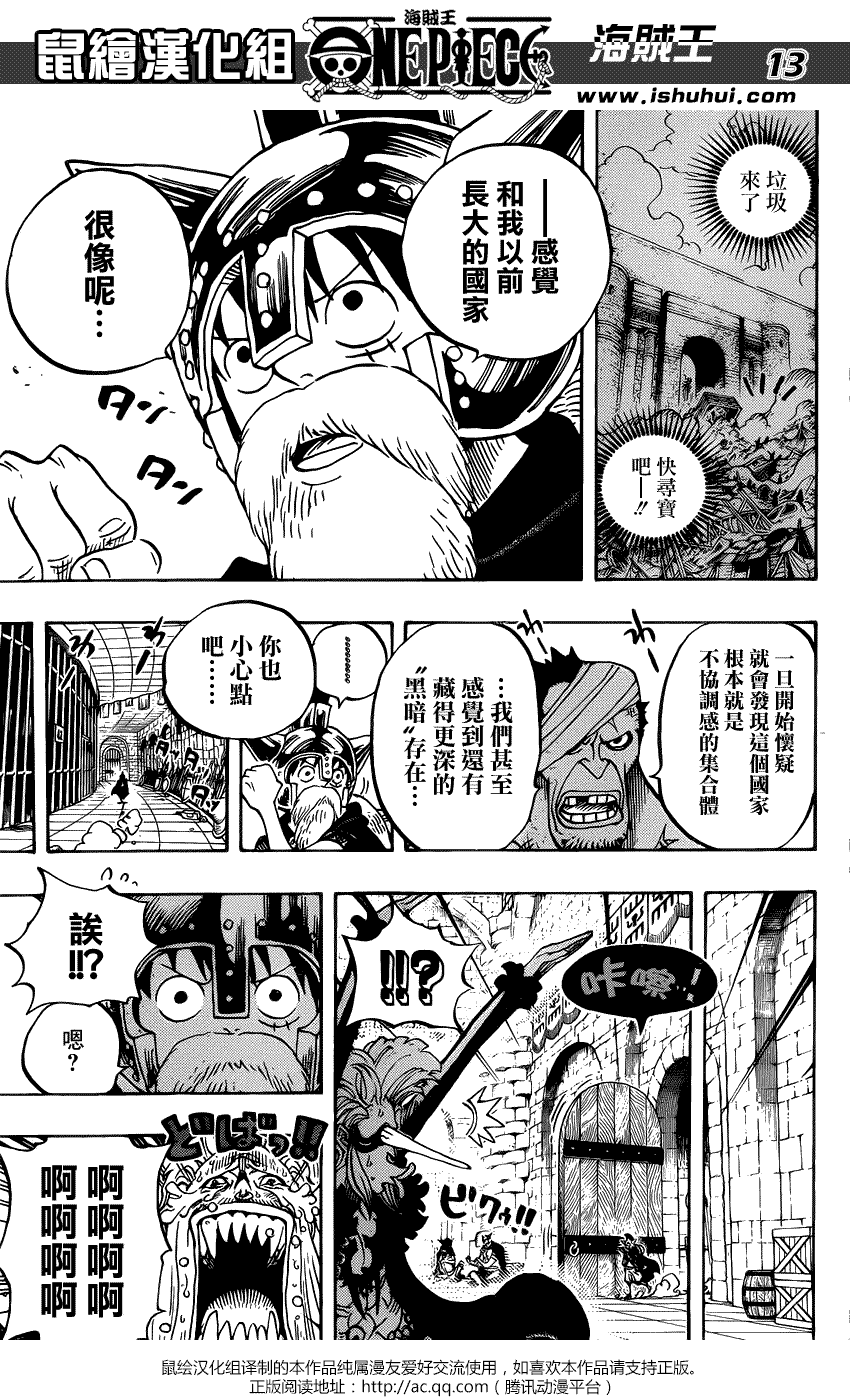 鼠繪漢化組
海賊王
ONE PIECE
海賊王
13
www.ishuhui.com
垃圾
來了
快尋寶
吧—!!
——感覺
和我以前
長大的國家
很像呢…
タン
タン
一旦開始懷疑
就會發現這個國家
根本就是
不協調感的集合體
…我們甚至
感覺到還有
藏得更深的
〝黑暗〞存在…
………
你也
小心點
吧……
咔嚓…!
!!?
ビクゥ!!
誒!!?
嗯?
どばっ!!
啊啊啊啊
啊啊啊啊
鼠绘汉化组译制的本作品纯属漫友爱好交流使用，如喜欢本作品请支持正版。
正版阅读地址：http://ac.qq.com（腾讯动漫平台）